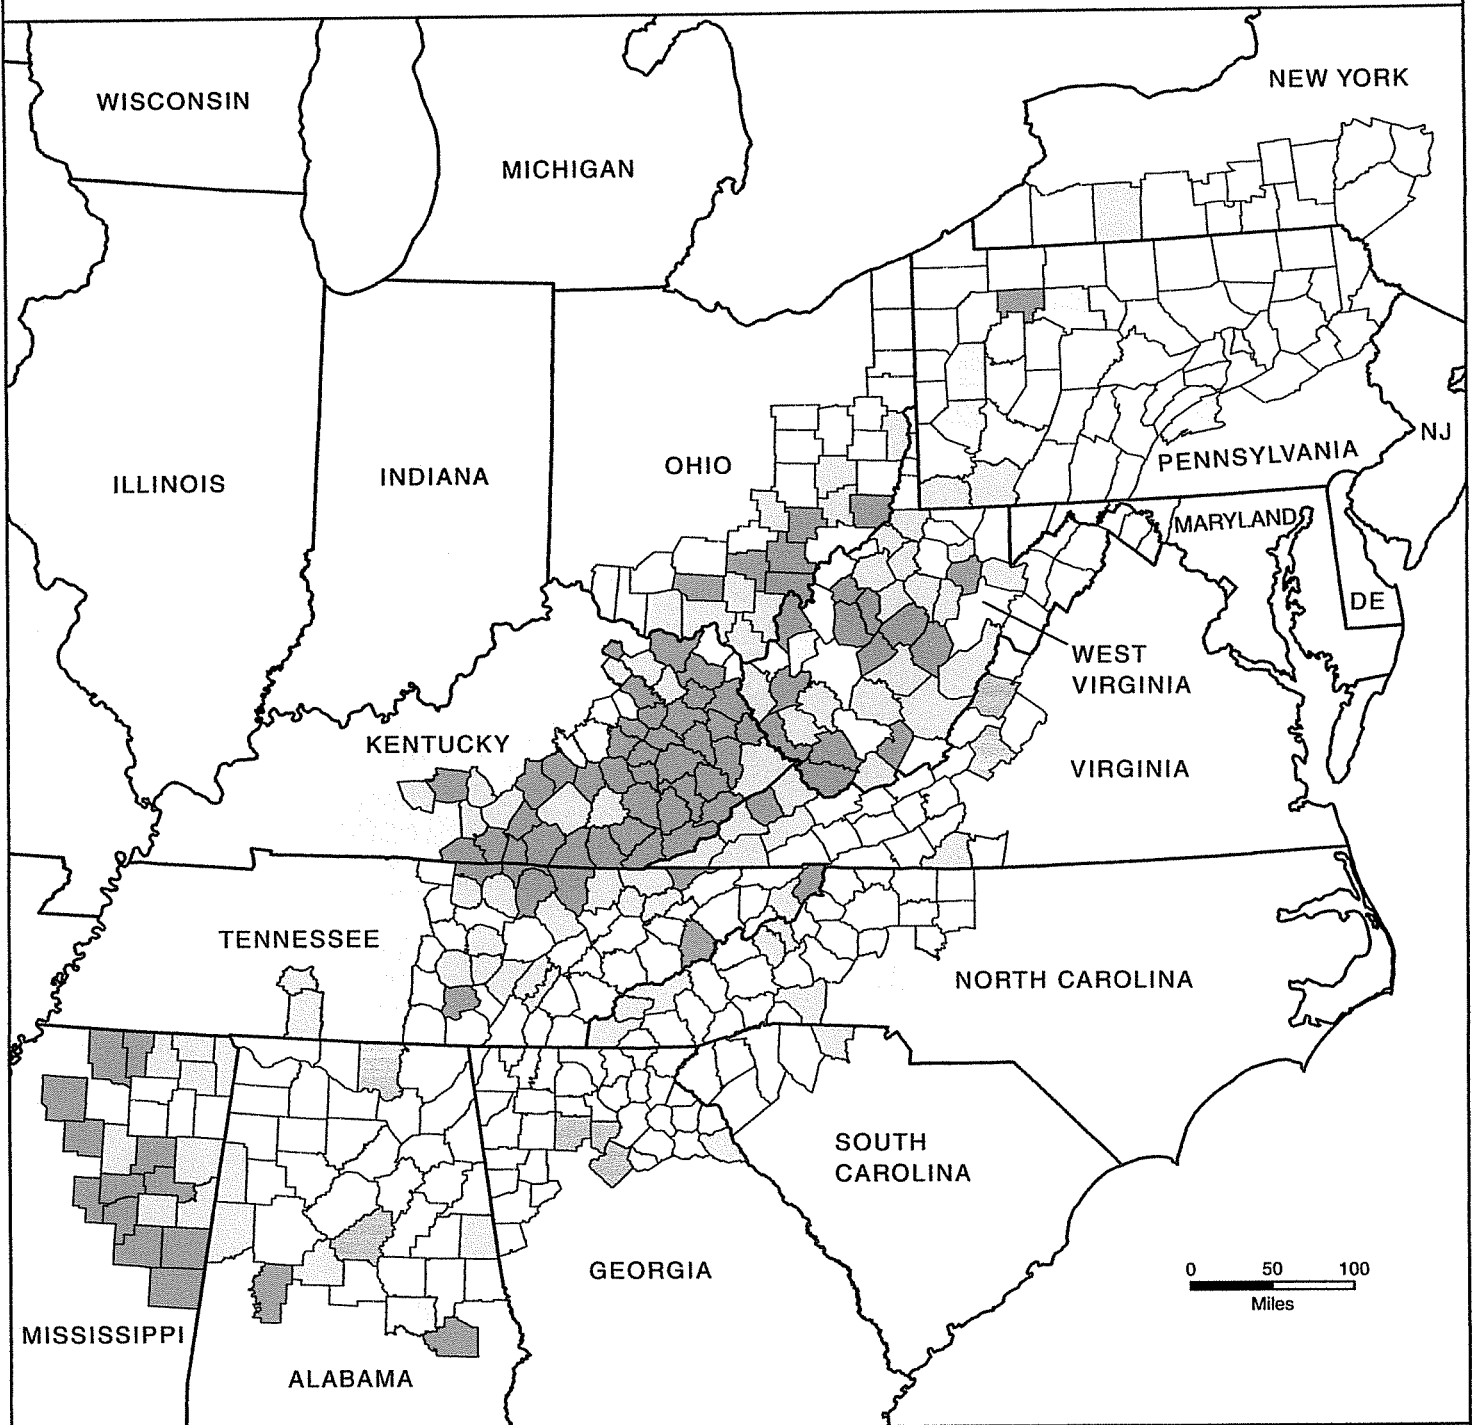 NEW YORK
WISCONSIN
MICHIGAN
NJ
PENNSYLVANIA
OHIO
INDIANA
ILLINOIS
MARYLAND
DE
WEST
VIRGINIA
KENTUCKY
VIRGINIA
TENNESSEE
NORTH CAROLINA
SOUTH
CAROLINA
GEORGIA
0 50 100
Miles
MISSISSIPPI
ALABAMA